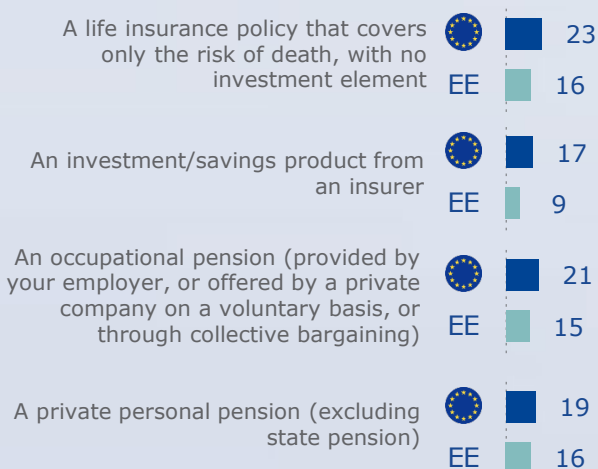 A life insurance policy that covers
only the risk of death, with no
investment element
23
EE 16
An investment/savings product from
an insurer
17
EE 9
An occupational pension (provided by
your employer, or offered by a private
company on a voluntary basis, or
through collective bargaining)
21
EE 15
A private personal pension (excluding
state pension)
19
EE 16